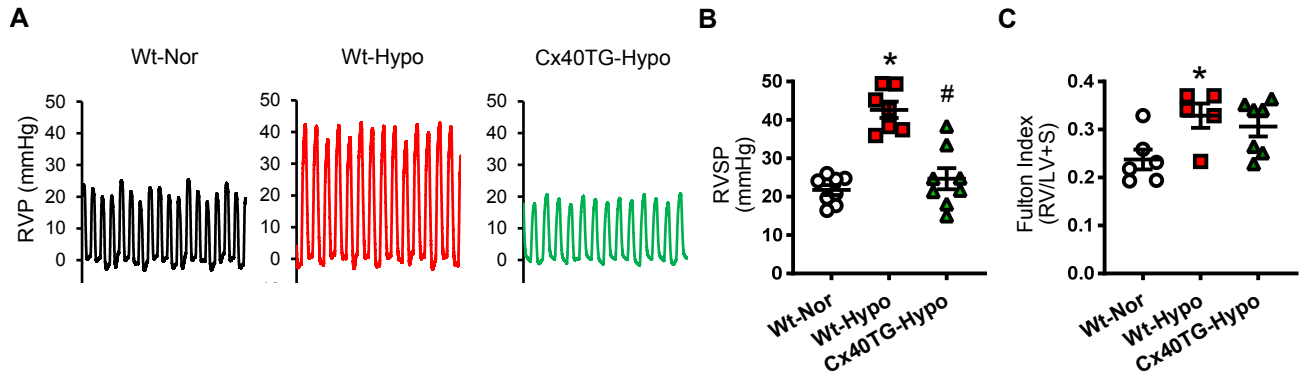 A
Wt-Nor
Wt-Hypo
Cx40TG-Hypo
RVP (mmHg)
50
40
30
20
10
0
50
40
30
20
10
0
50
40
30
20
10
0
B
RVSP
(mmHg)
50
40
30
20
10
0
*
#
Wt-Nor
Wt-Hypo
Cx40TG-Hypo
C
Fulton Index
(RV/LV+S)
0.4
0.3
0.2
0.0
*
Wt-Nor
Wt-Hypo
Cx40TG-Hypo